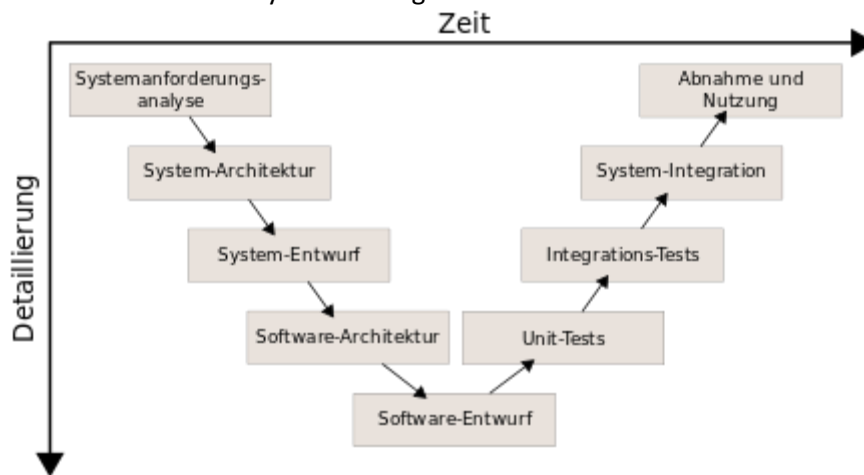 Zeit
Detaillierung
Systemanforderungs-
analyse
System-Architektur
System-Entwurf
Software-Architektur
Software-Entwurf
Unit-Tests
Integrations-Tests
System-Integration
Abnahme und
Nutzung